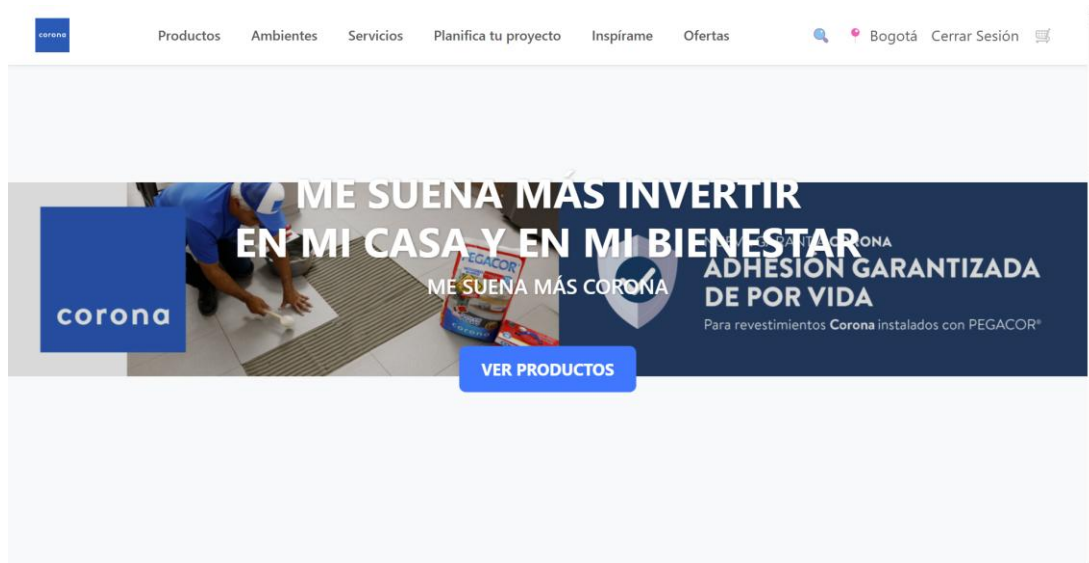 corona
Productos
Ambientes
Servicios
Planifica tu proyecto
Inspírame
Ofertas
Bogotá
Cerrar Sesión
ME SUENA MÁS INVERTIR
EN MI CASA Y EN MI BIENESTAR
ME SUENA MÁS CORONA
VER PRODUCTOS
corona
PEGACOR
corona
CORONA
ADHESIÓN GARANTIZADA
DE POR VIDA
Para revestimientos Corona instalados con PEGACOR®